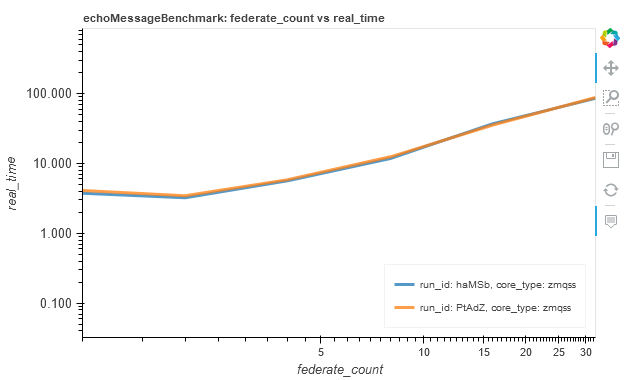 echoMessageBenchmark: federate_count vs real_time
100.000
10.000
1.000
0.100
real_time
run_id: haMSb, core_type: zmqss
run_id: PtAdZ, core_type: zmqss
5
10
15
20
25
30
federate_count